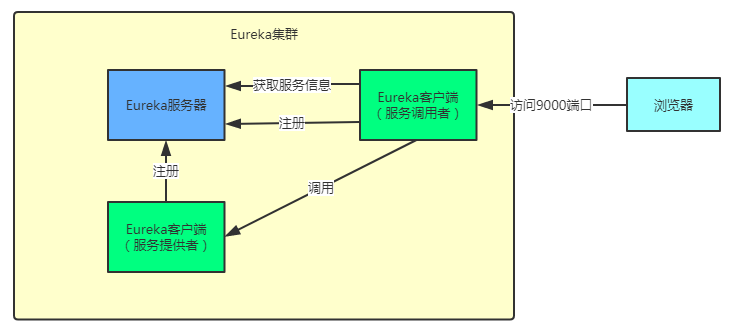 Eureka集群
获取服务信息
Eureka服务器
Eureka客户端
（服务调用者）
访问9000端口
浏览器
注册
注册
调用
Eureka客户端
（服务提供者）